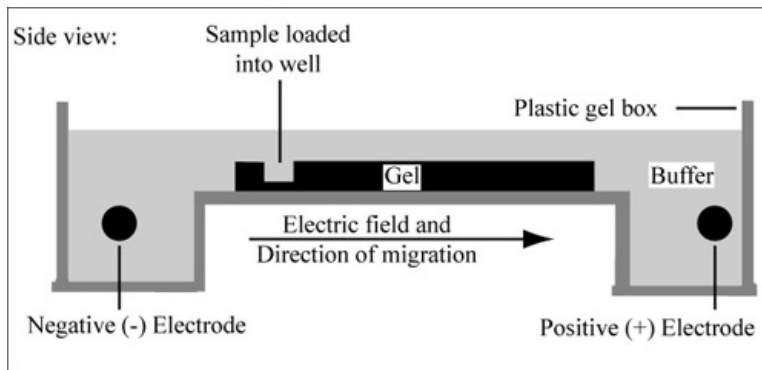 Side view:
Sample loaded
into well
Plastic gel box
Gel
Buffer
Electric field and
Direction of migration
Negative (-) Electrode
Positive (+) Electrode